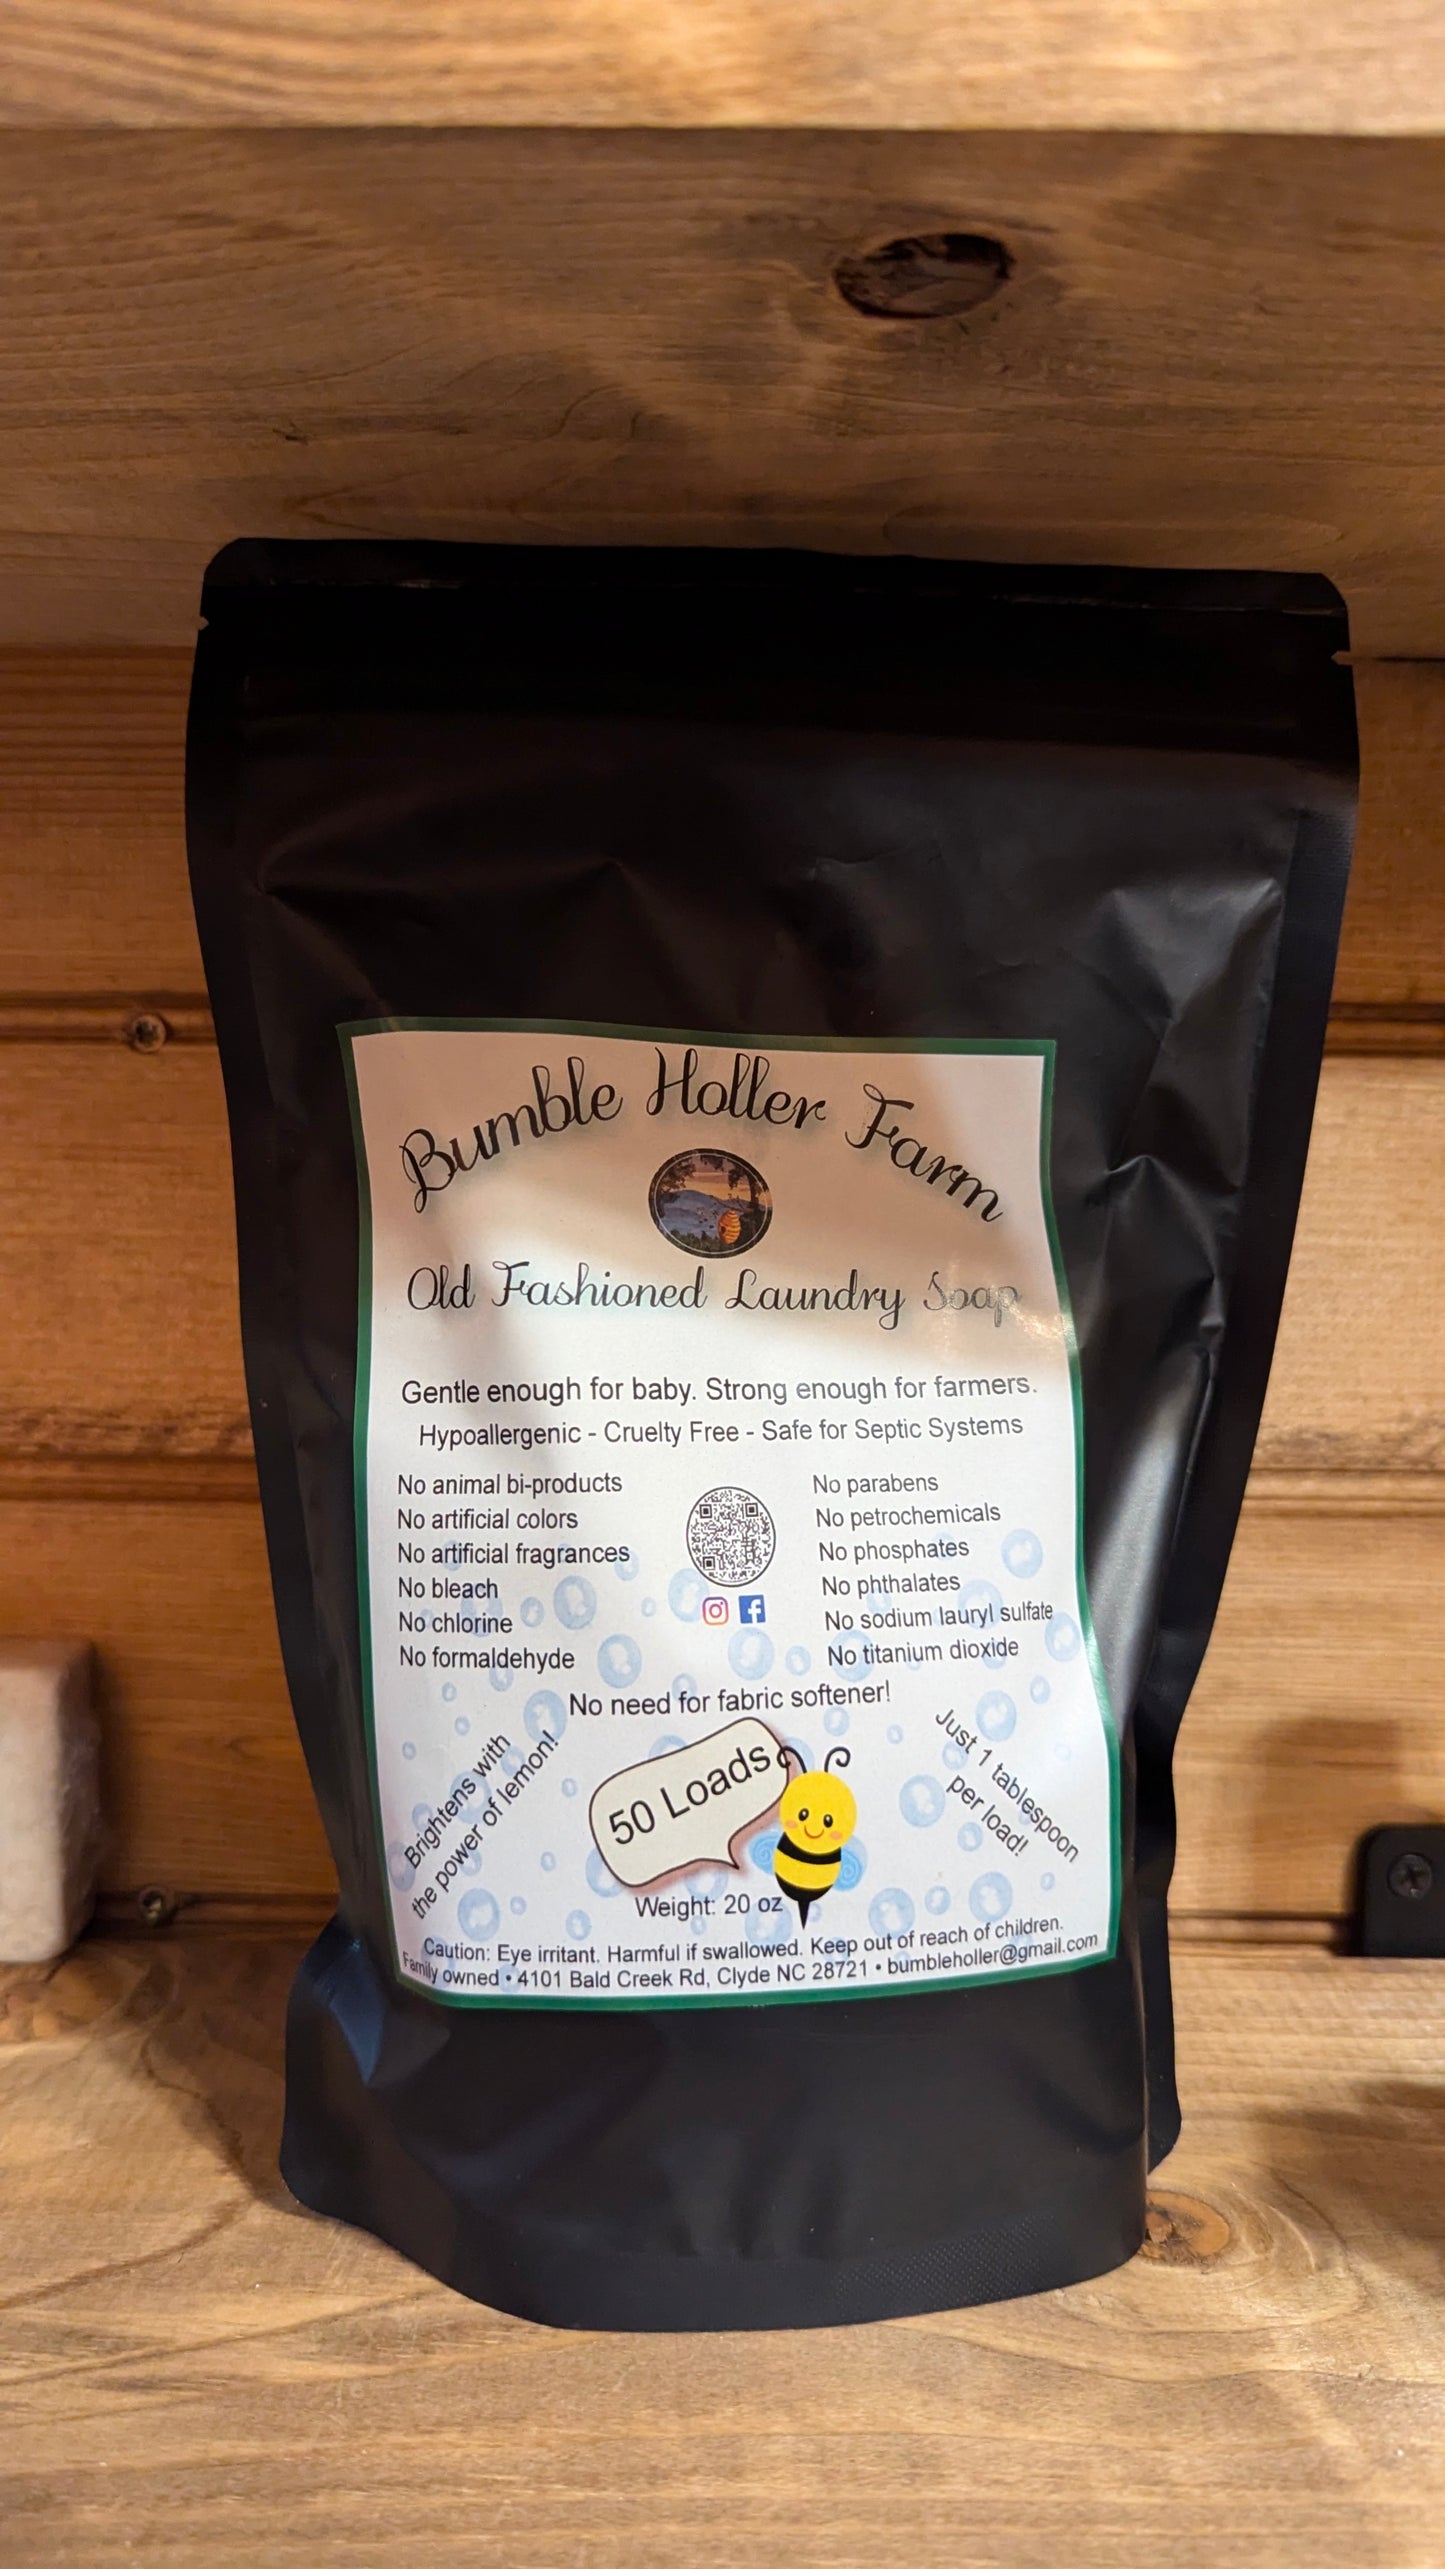 Bumble Holler Farm
Old Fashioned Laundry Soap
Gentle enough for baby. Strong enough for farmers.
Hypoallergenic - Cruelty Free - Safe for Septic Systems
No animal bi-products
No artificial colors
No artificial fragrances
No bleach
No chlorine
No formaldehyde
No parabens
No petrochemicals
No phosphates
No phthalates
No sodium lauryl sulfate
No titanium dioxide
No need for fabric softener!
Brightens with
the power of lemon!
50 Loads
Just 1 tablespoon
per load!
Weight: 20 oz
Caution: Eye irritant. Harmful if swallowed. Keep out of reach of children.
Family owned • 4101 Bald Creek Rd, Clyde NC 28721 • bumbleholler@gmail.com